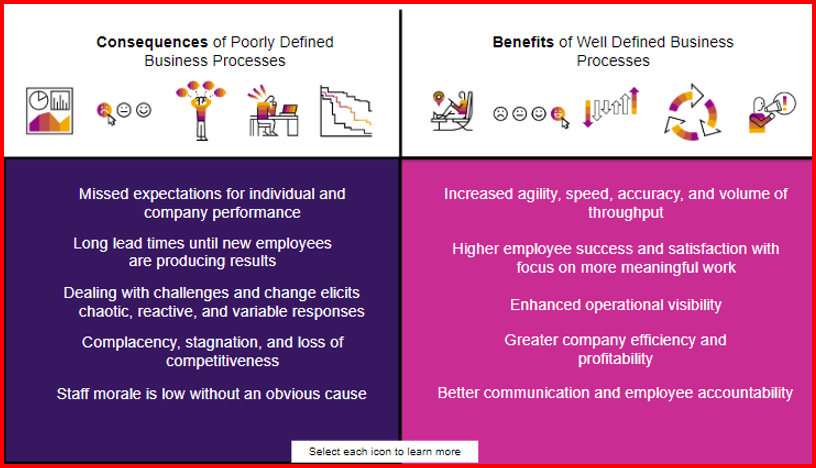 Consequences of Poorly Defined
Business Processes
Benefits of Well Defined Business
Processes
Missed expectations for individual and
company performance
Long lead times until new employees
are producing results
Dealing with challenges and change elicits
chaotic, reactive, and variable responses
Complacency, stagnation, and loss of
competitiveness
Staff morale is low without an obvious cause
Increased agility, speed, accuracy, and volume of
throughput
Higher employee success and satisfaction with
focus on more meaningful work
Enhanced operational visibility
Greater company efficiency and
profitability
Better communication and employee accountability
Select each icon to learn more